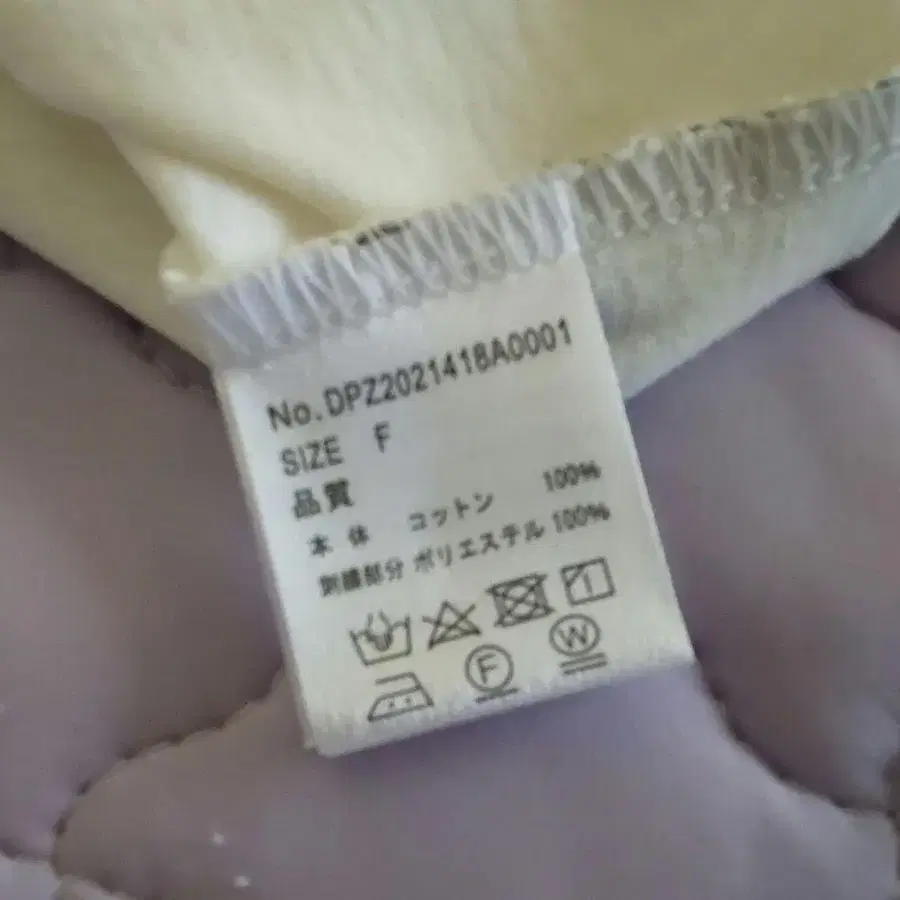 No.DPZ2021418A0001
SIZE F
品質
本体 コットン 100%
刺繍部分 ポリエステル 100%
F W